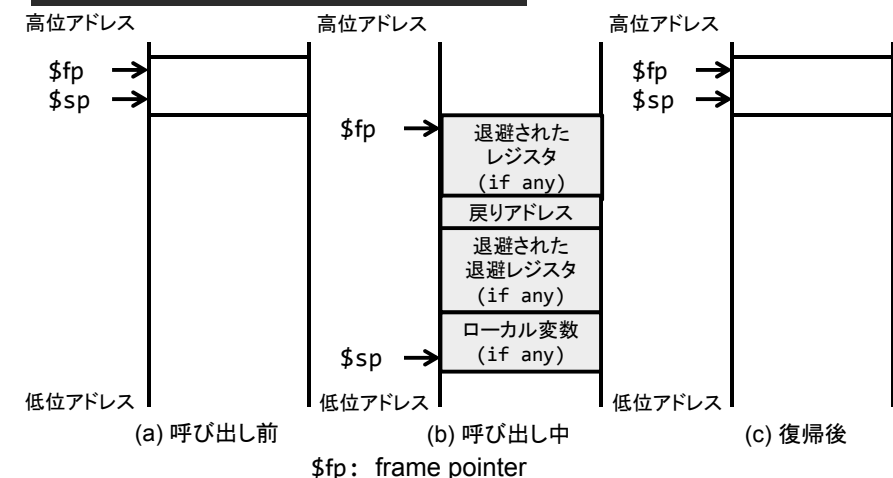 高位アドレス
$fp
$sp
(a) 呼び出し前
低位アドレス
高位アドレス
$fp
退避された
レジスタ
(if any)
戻りアドレス
退避された
退避レジスタ
(if any)
ローカル変数
(if any)
$sp
低位アドレス
(b) 呼び出し中
高位アドレス
$fp
$sp
低位アドレス
(c) 復帰後
$fp: frame pointer